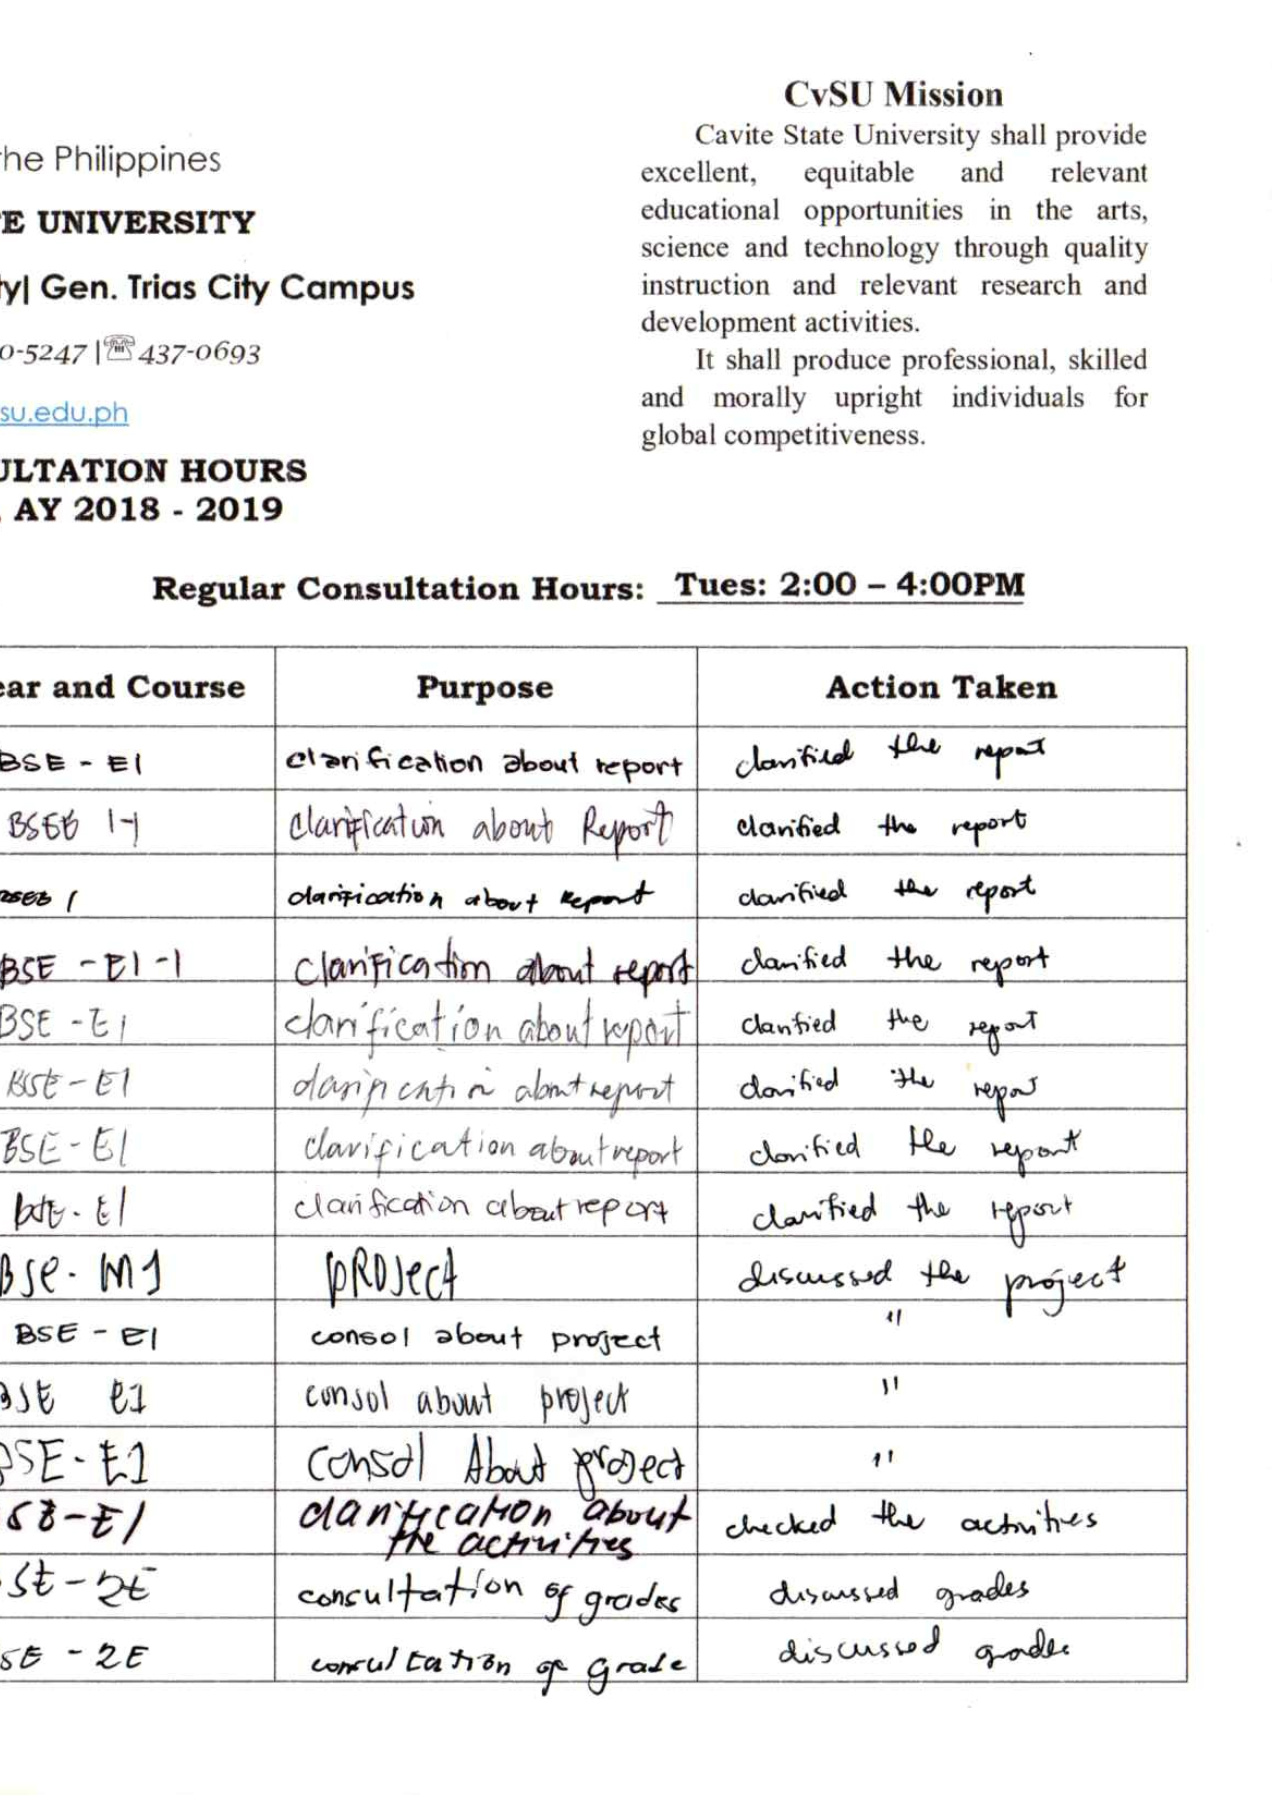 CvSU Mission
Cavite State University shall provide
excellent, equitable and relevant
educational opportunities in the arts,
science and technology through quality
instruction and relevant research and
development activities.
It shall produce professional, skilled
and morally upright individuals for
global competitiveness.
he Philippines
E UNIVERSITY
ty| Gen. Trias City Campus
0-5247 |☏437-0693
su.edu.ph
ULTATION HOURS
AY 2018 - 2019
Regular Consultation Hours: Tues: 2:00 – 4:00PM
ear and Course Purpose Action Taken
BSE - E1 clarification about report clarified the report
BSEE 1-1 clarification about Report clarified the report
1 clarification about report clarified the report
BSE - E1-1 clarification about report clarified the report
BSE - E1 clarification about report clarified the report
BSE - E1 clarification about report clarified the report
BSE - E1 clarification about report clarified the report
BSE - E1 clarification about report clarified the report
BSE - M1 PROJect discussed the project
BSE - E1 consol about project "
BSE E1 consol about project "
BSE - E1 consol About project "
SE - E1 clarification about checked the activities
the activities
SE - 2E consultation of grades discussed grades
SE - 2E consultation of grade discussed grades